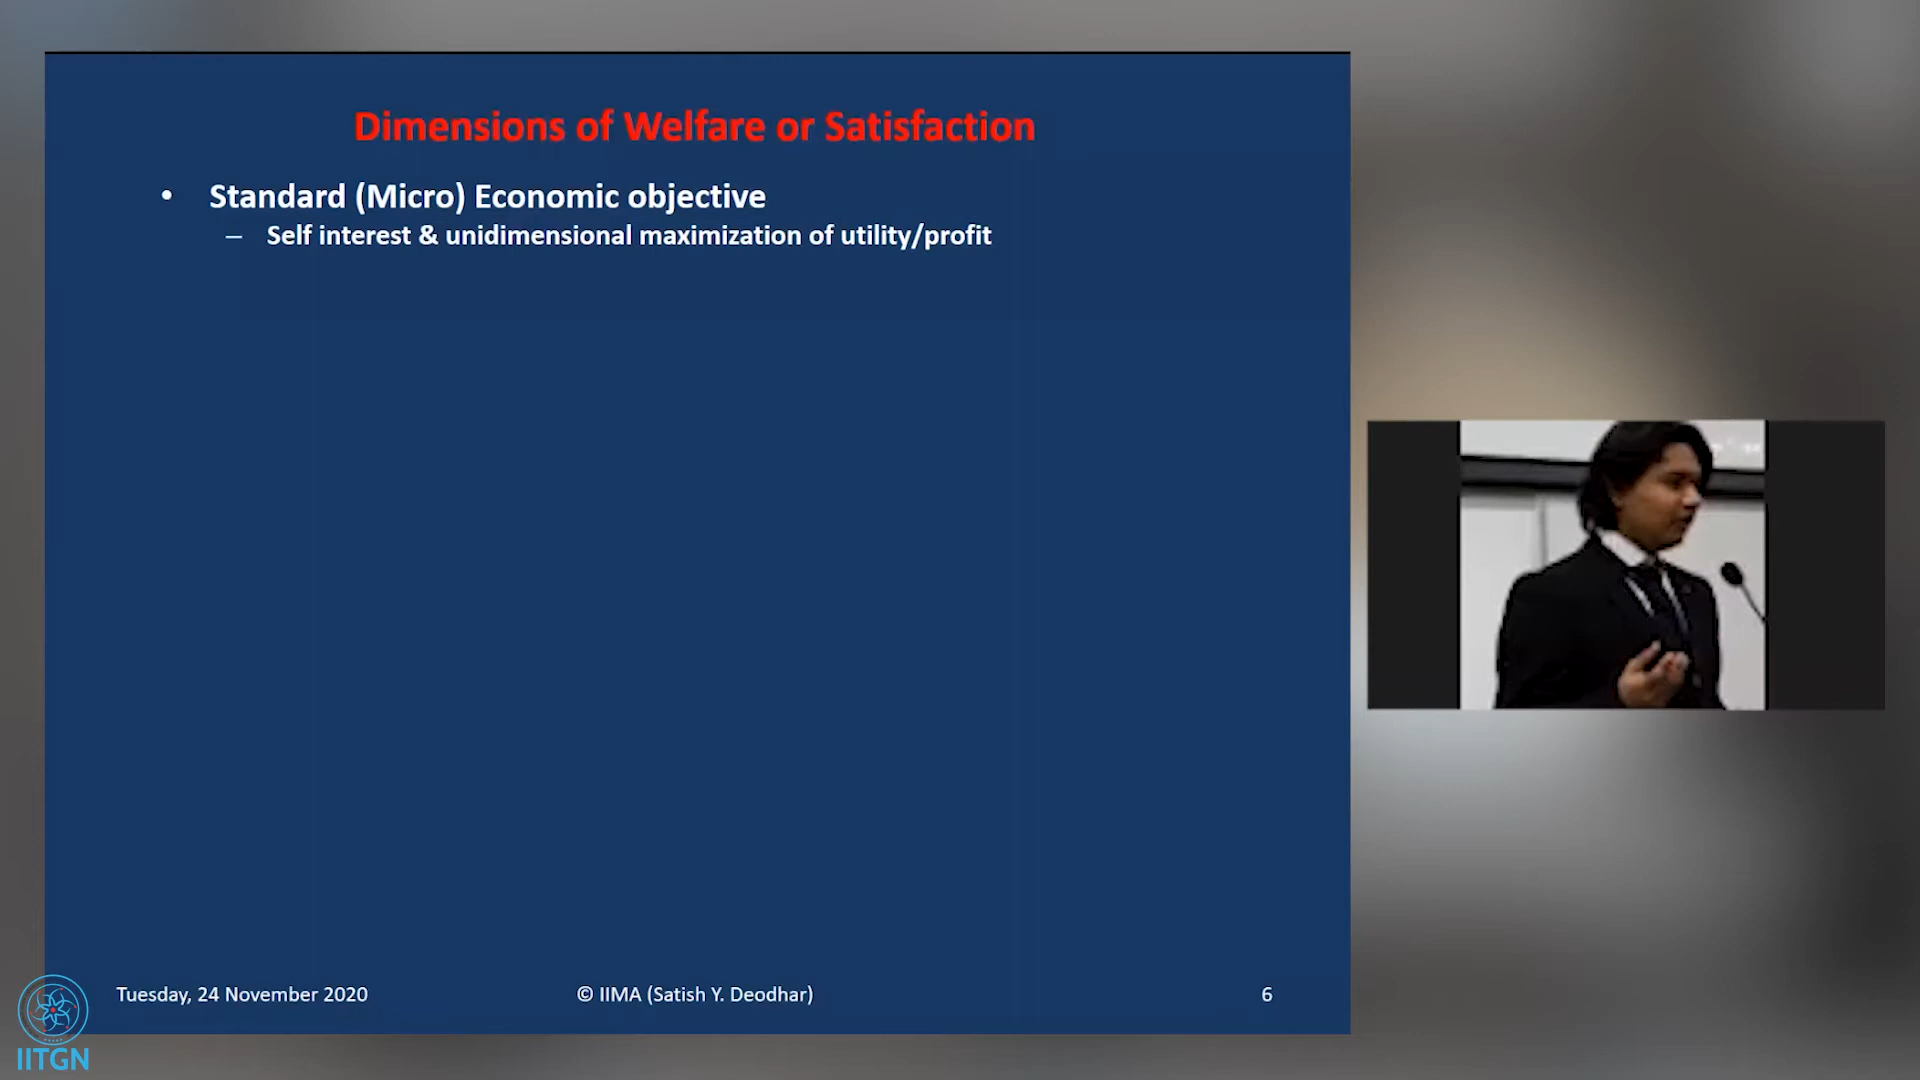 Dimensions of Welfare or Satisfaction
• Standard (Micro) Economic objective
– Self interest & unidimensional maximization of utility/profit
Tuesday, 24 November 2020
© IIMA (Satish Y. Deodhar)
6
IITGN